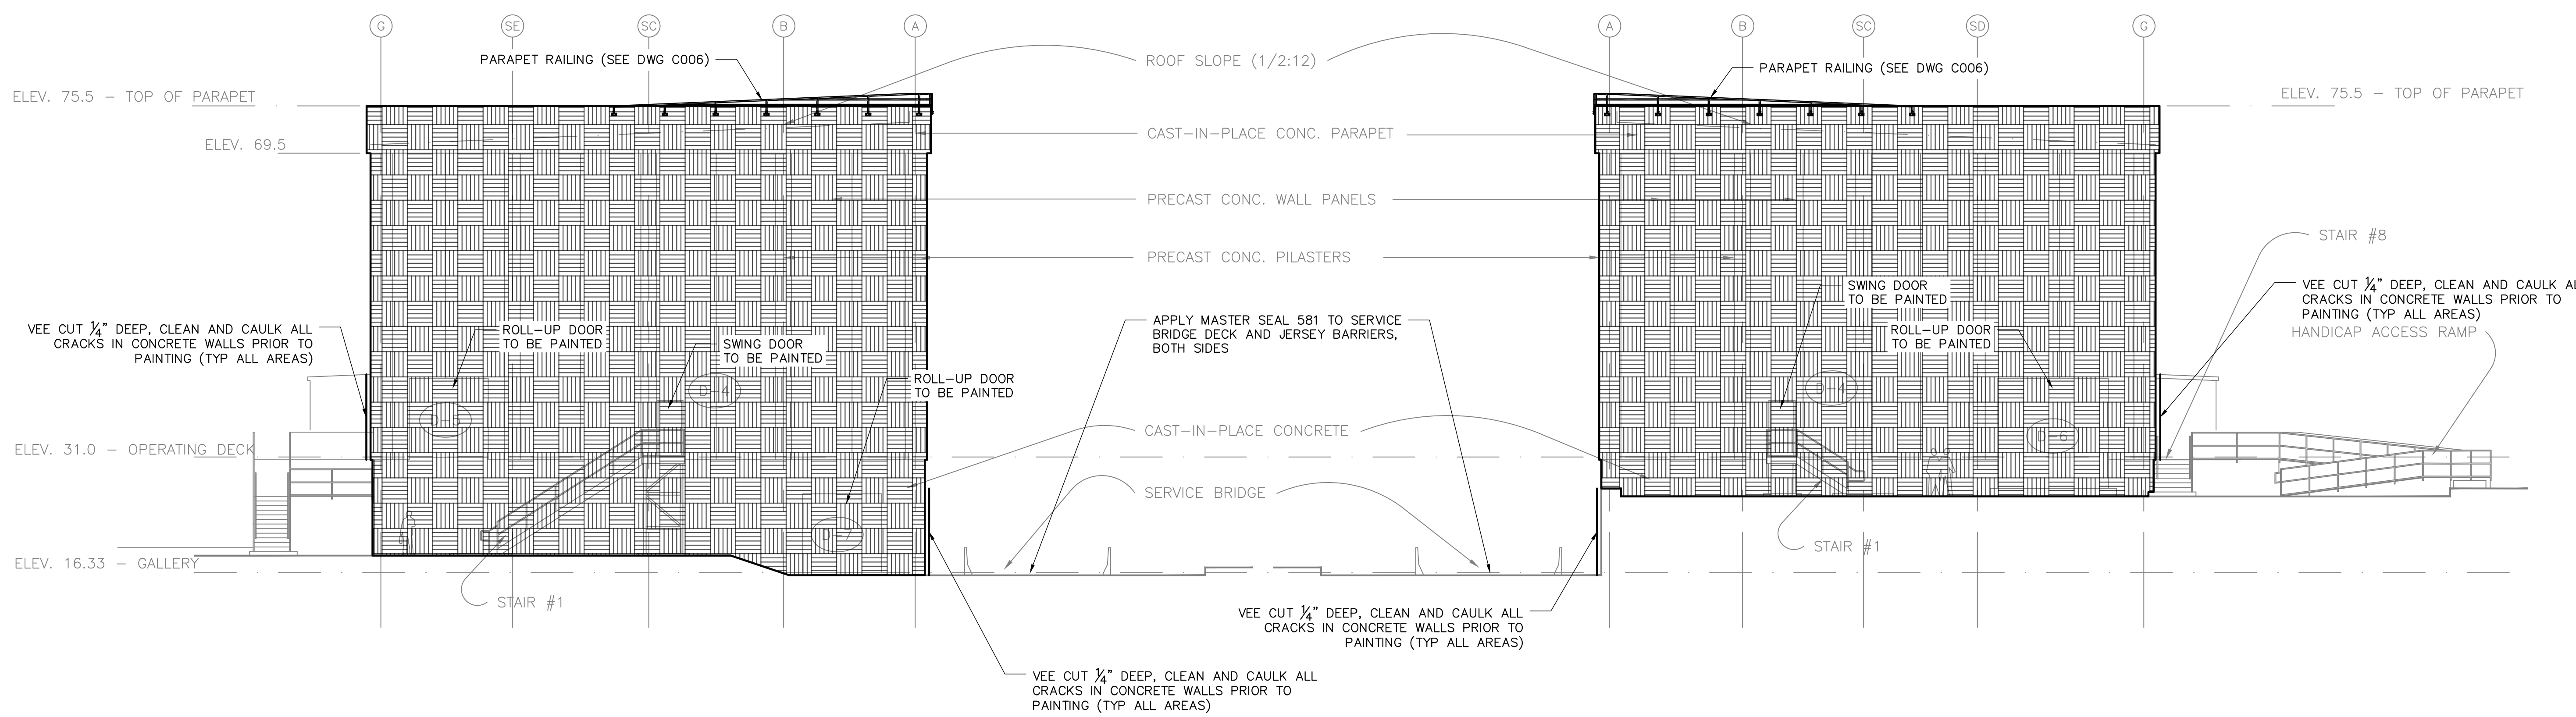 G
SE
SC
B
A
A
B
SC
SD
G
PARAPET RAILING (SEE DWG C006)
ROOF SLOPE (1/2:12)
PARAPET RAILING (SEE DWG C006)
ELEV. 75.5 – TOP OF PARAPET
ELEV. 75.5 – TOP OF PARAPET
CAST-IN-PLACE CONC. PARAPET
ELEV. 69.5
PRECAST CONC. WALL PANELS
STAIR #8
PRECAST CONC. PILASTERS
SWING DOOR
TO BE PAINTED
VEE CUT 1/4" DEEP, CLEAN AND CAULK AL
CRACKS IN CONCRETE WALLS PRIOR TO
PAINTING (TYP ALL AREAS)
HANDICAP ACCESS RAMP
VEE CUT 1/4" DEEP, CLEAN AND CAULK ALL
CRACKS IN CONCRETE WALLS PRIOR TO
PAINTING (TYP ALL AREAS)
ROLL-UP DOOR
TO BE PAINTED
SWING DOOR
TO BE PAINTED
APPLY MASTER SEAL 581 TO SERVICE
BRIDGE DECK AND JERSEY BARRIERS,
BOTH SIDES
ROLL-UP DOOR
TO BE PAINTED
ROLL-UP DOOR
TO BE PAINTED
D-4
D-4
D-5
D-6
CAST-IN-PLACE CONCRETE
ELEV. 31.0 – OPERATING DECK
SERVICE BRIDGE
D-7
STAIR #1
ELEV. 16.33 – GALLERY
STAIR #1
VEE CUT 1/4" DEEP, CLEAN AND CAULK ALL
CRACKS IN CONCRETE WALLS PRIOR TO
PAINTING (TYP ALL AREAS)
VEE CUT 1/4" DEEP, CLEAN AND CAULK ALL
CRACKS IN CONCRETE WALLS PRIOR TO
PAINTING (TYP ALL AREAS)